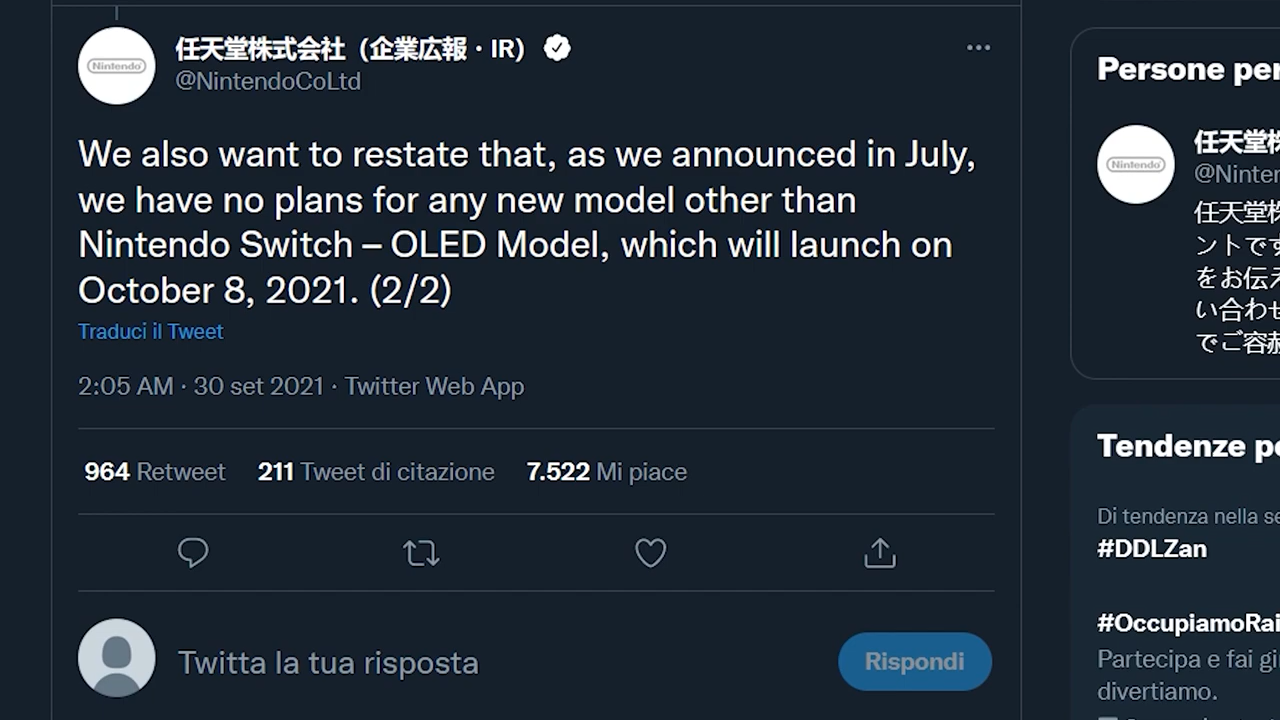 任天堂株式会社（企業広報・IR）
@NintendoCoLtd
We also want to restate that, as we announced in July,
we have no plans for any new model other than
Nintendo Switch – OLED Model, which will launch on
October 8, 2021. (2/2)
Traduci il Tweet
2:05 AM · 30 set 2021 · Twitter Web App
964 Retweet 211 Tweet di citazione 7.522 Mi piace
Twitta la tua risposta
Rispondi
Nintendo
Persone per
Nintendo
任天堂株
@Ninten
任天堂株
ントです
をお伝え
い合わせ
でご容赦
Tendenze pe
Di tendenza nella se
#DDLZan
#OccupiamoRai
Partecipa e fai gi
divertiamo.